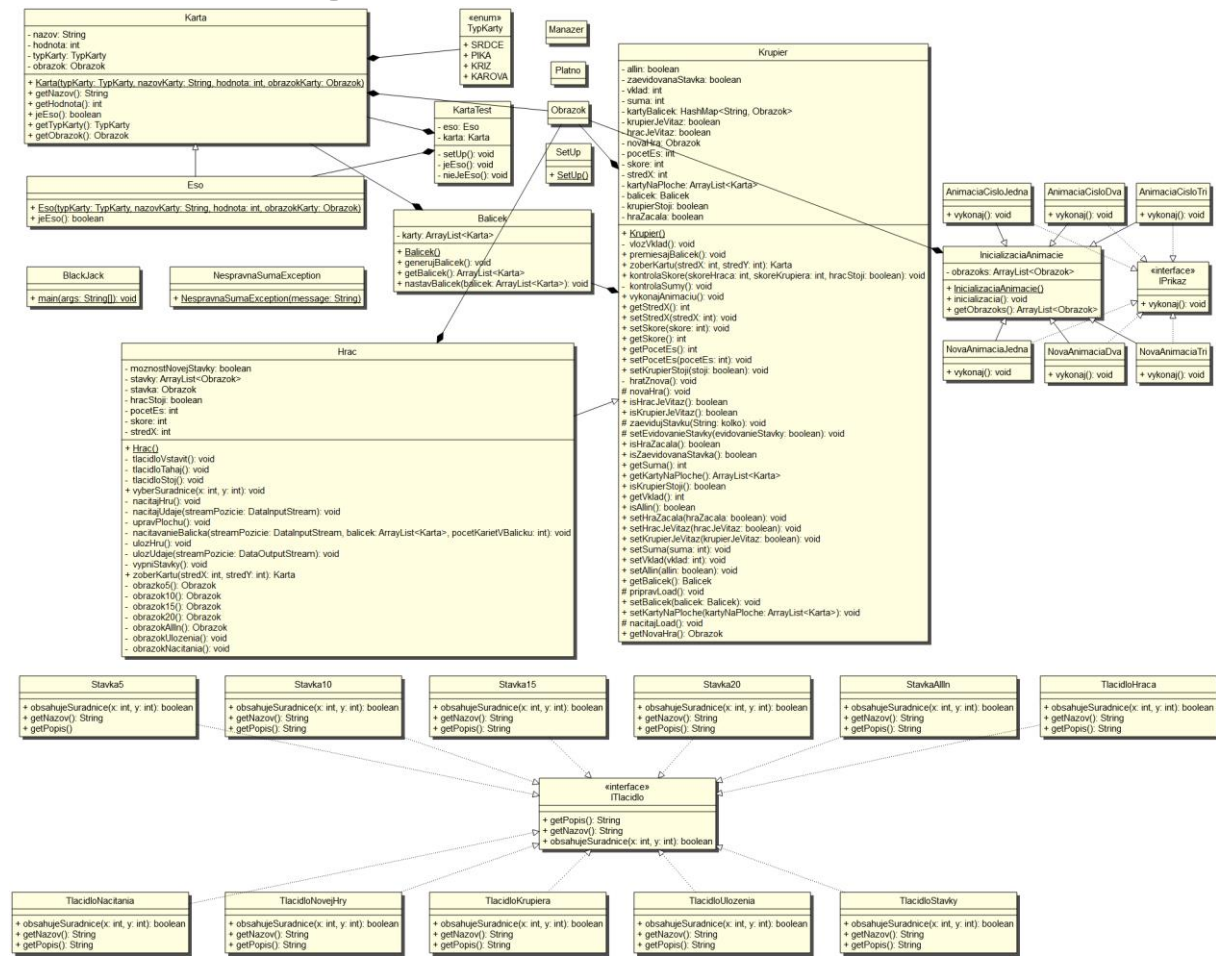 Karta
- nazov: String
- hodnota: int
- typKarty: TypKarty
- obrazok: Obrazok
+ Karta(typKarty: TypKarty, nazovKarty: String, hodnota: int, obrazokKarty: Obrazok)
+ getNazov(): String
+ getHodnota(): int
+ jeEso(): boolean
+ getTypKarty(): TypKarty
+ getObrazok(): Obrazok
«enum»
TypKarty
+ SRDCE
+ PIKA
+ KRIZ
+ KAROVA
Manazer
Platno
Obrazok
SetUp
+ SetUp()
KartaTest
- eso: Eso
- karta: Karta
- setUp(): void
- jeEso(): void
- nieJeEso(): void
Eso
+ Eso(typKarty: TypKarty, nazovKarty: String, hodnota: int, obrazokKarty: Obrazok)
+ jeEso(): boolean
Balicek
- karty: ArrayList<Karta>
+ Balicek()
+ generujBalicek(): void
+ getBalicek(): ArrayList<Karta>
+ nastavBalicek(balicek: ArrayList<Karta>): void
BlackJack
+ main(args: String[]): void
NespravnaSumaException
+ NespravnaSumaException(message: String)
Krupier
- allin: boolean
- zaevidovanaStavka: boolean
- vklad: int
- suma: int
- kartyBalicek: HashMap<String, Obrazok>
- krupierJeVitaz: boolean
- hracJeVitaz: boolean
- novaHra: Obrazok
- pocetEs: int
- skore: int
- stredX: int
- kartyNaPloche: ArrayList<Karta>
- balicek: Balicek
- krupierStoji: boolean
- hraZacala: boolean
+ Krupier()
- vlozVklad(): void
+ premiesajBalicek(): void
+ zoberKartu(stredX: int, stredY: int): Karta
+ kontrolaSkore(skoreHraca: int, skoreKrupiera: int, hracStoji: boolean): void
- kontrolaSumy(): void
+ vykonajAnimaciu(): void
+ getStredX(): int
+ setStredX(stredX: int): void
+ setSkore(skore: int): void
+ getSkore(): int
+ getPocetEs(): int
+ setPocetEs(pocetEs: int): void
+ setKrupierStoji(stoji: boolean): void
- hratZnova(): void
# novaHra(): void
+ isHracJeVitaz(): boolean
+ isKrupierJeVitaz(): boolean
# zaevidujStavku(String: kolko): void
# setEvidovanieStavky(evidovanieStavky: boolean): void
+ isHraZacala(): boolean
+ isZaevidovanaStavka(): boolean
+ getSuma(): int
+ getKartyNaPloche(): ArrayList<Karta>
+ isKrupierStoji(): boolean
+ getVklad(): int
+ isAllin(): boolean
+ setHraZacala(hraZacala: boolean): void
+ setHracJeVitaz(hracJeVitaz: boolean): void
+ setKrupierJeVitaz(krupierJeVitaz: boolean): void
+ setSuma(suma: int): void
+ setVklad(vklad: int): void
+ setAllin(allin: boolean): void
+ getBalicek(): Balicek
# pripravLoad(): void
+ setBalicek(balicek: Balicek): void
+ setKartyNaPloche(kartyNaPloche: ArrayList<Karta>): void
# nacitajLoad(): void
+ getNovaHra(): Obrazok
AnimaciaCisloJedna
+ vykonaj(): void
AnimaciaCisloDva
+ vykonaj(): void
AnimaciaCisloTri
+ vykonaj(): void
InicializaciaAnimacie
- obrazoks: ArrayList<Obrazok>
+ InicializaciaAnimacie()
+ inicializacia(): void
+ getObrazoks(): ArrayList<Obrazok>
«interface»
IPrikaz
+ vykonaj(): void
NovaAnimaciaJedna
+ vykonaj(): void
NovaAnimaciaDva
+ vykonaj(): void
NovaAnimaciaTri
+ vykonaj(): void
Hrac
- moznostNovejStavky: boolean
- stavky: ArrayList<Obrazok>
- stavka: Obrazok
- hracStoji: boolean
- pocetEs: int
- skore: int
- stredX: int
+ Hrac()
- tlacidloVstavit(): void
- tlacidloTahaj(): void
- tlacidloStoj(): void
+ vyberSuradnice(x: int, y: int): void
- nacitajHru(): void
- nacitajUdaje(streamPozicie: DataInputStream): void
- upravPlochu(): void
- nacitavanieBalicka(streamPozicie: DataInputStream, balicek: ArrayList<Karta>, pocetKarietVBalicku: int): void
- ulozHru(): void
- ulozUdaje(streamPozicie: DataOutputStream): void
- vypniStavky(): void
+ zoberKartu(stredX: int, stredY: int): Karta
- obrazko5(): Obrazok
- obrazok10(): Obrazok
- obrazok15(): Obrazok
- obrazok20(): Obrazok
- obrazokAllIn(): Obrazok
- obrazokUlozenia(): void
- obrazokNacitania(): void
Stavka5
+ obsahujeSuradnice(x: int, y: int): boolean
+ getNazov(): String
+ getPopis()
Stavka10
+ obsahujeSuradnice(x: int, y: int): boolean
+ getNazov(): String
+ getPopis(): String
Stavka15
+ obsahujeSuradnice(x: int, y: int): boolean
+ getNazov(): String
+ getPopis(): String
Stavka20
+ obsahujeSuradnice(x: int, y: int): boolean
+ getNazov(): String
+ getPopis(): String
StavkaAllIn
+ obsahujeSuradnice(x: int, y: int): boolean
+ getNazov(): String
+ getPopis(): String
TlacidloHraca
+ obsahujeSuradnice(x: int, y: int): boolean
+ getNazov(): String
+ getPopis(): String
«interface»
ITlacidlo
+ getPopis(): String
+ getNazov(): String
+ obsahujeSuradnice(x: int, y: int): boolean
TlacidloNacitania
+ obsahujeSuradnice(x: int, y: int): boolean
+ getNazov(): String
+ getPopis(): String
TlacidloNovejHry
+ obsahujeSuradnice(x: int, y: int): boolean
+ getNazov(): String
+ getPopis(): String
TlacidloKrupiera
+ obsahujeSuradnice(x: int, y: int): boolean
+ getNazov(): String
+ getPopis(): String
TlacidloUlozenia
+ obsahujeSuradnice(x: int, y: int): boolean
+ getNazov(): String
+ getPopis(): String
TlacidloStavky
+ obsahujeSuradnice(x: int, y: int): boolean
+ getNazov(): String
+ getPopis(): String